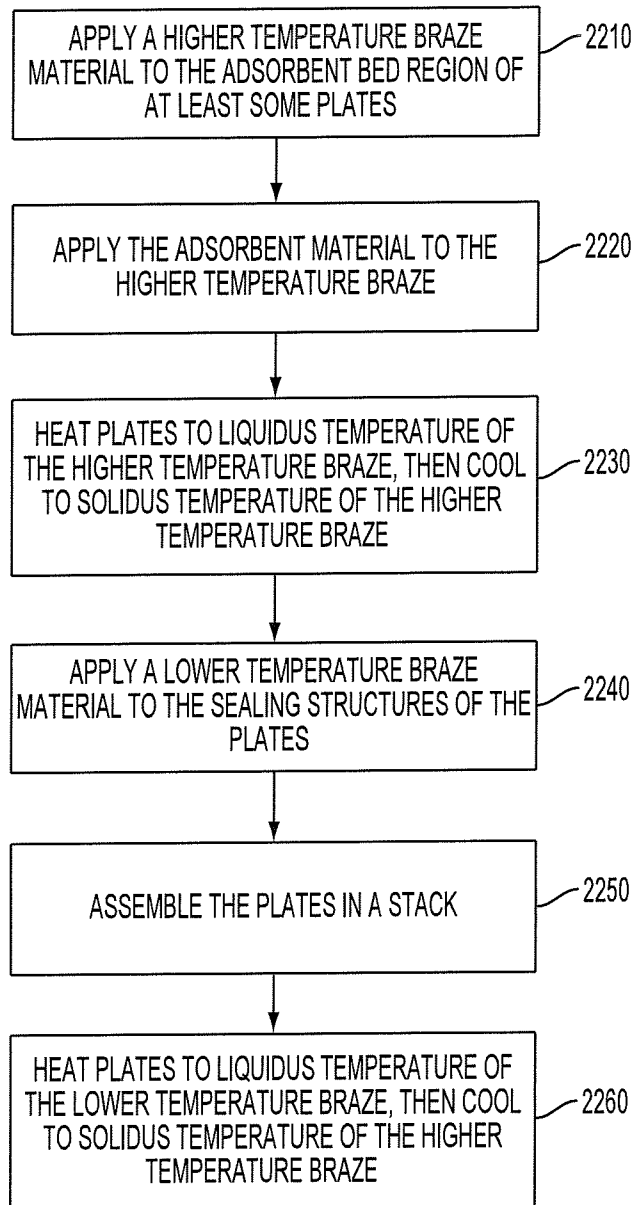 APPLY A HIGHER TEMPERATURE BRAZE
MATERIAL TO THE ADSORBENT BED REGION OF
AT LEAST SOME PLATES
2210
APPLY THE ADSORBENT MATERIAL TO THE
HIGHER TEMPERATURE BRAZE
2220
HEAT PLATES TO LIQUIDUS TEMPERATURE OF
THE HIGHER TEMPERATURE BRAZE, THEN COOL
TO SOLIDUS TEMPERATURE OF THE HIGHER
TEMPERATURE BRAZE
2230
APPLY A LOWER TEMPERATURE BRAZE
MATERIAL TO THE SEALING STRUCTURES OF THE
PLATES
2240
ASSEMBLE THE PLATES IN A STACK
2250
HEAT PLATES TO LIQUIDUS TEMPERATURE OF
THE LOWER TEMPERATURE BRAZE, THEN COOL
TO SOLIDUS TEMPERATURE OF THE HIGHER
TEMPERATURE BRAZE
2260